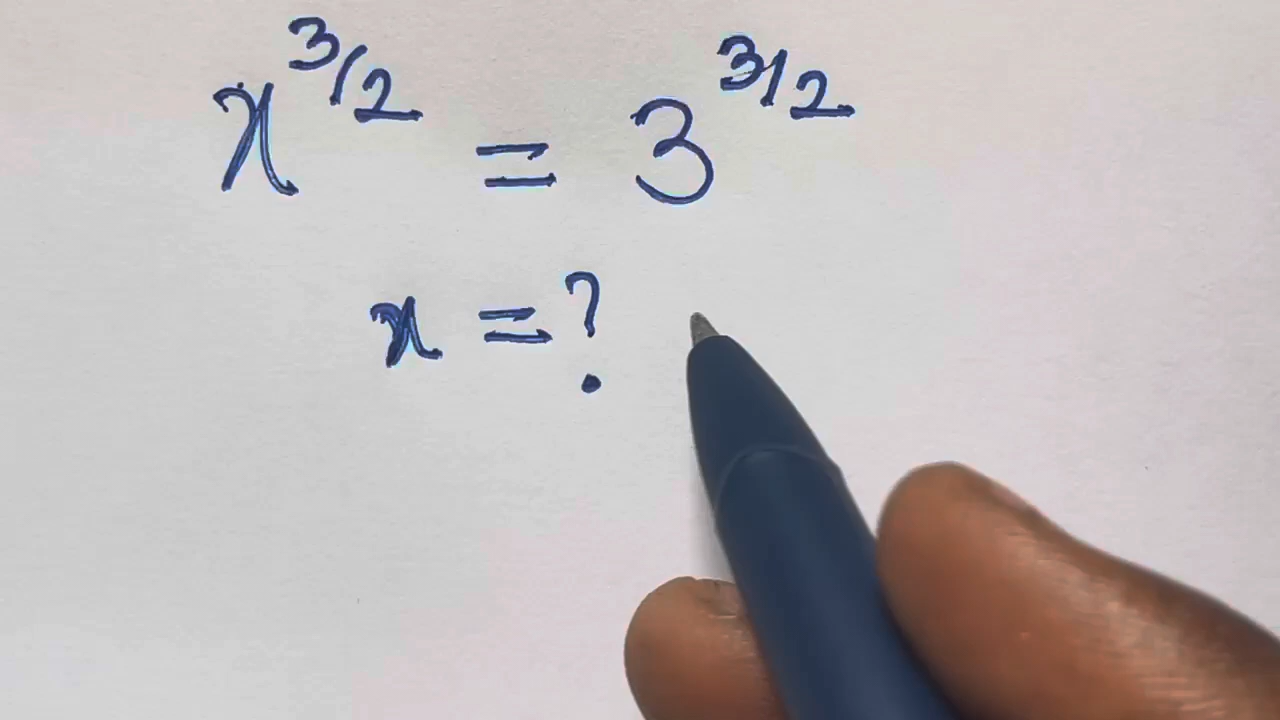 x^{3/2} = 3^{3/2}
x = ?